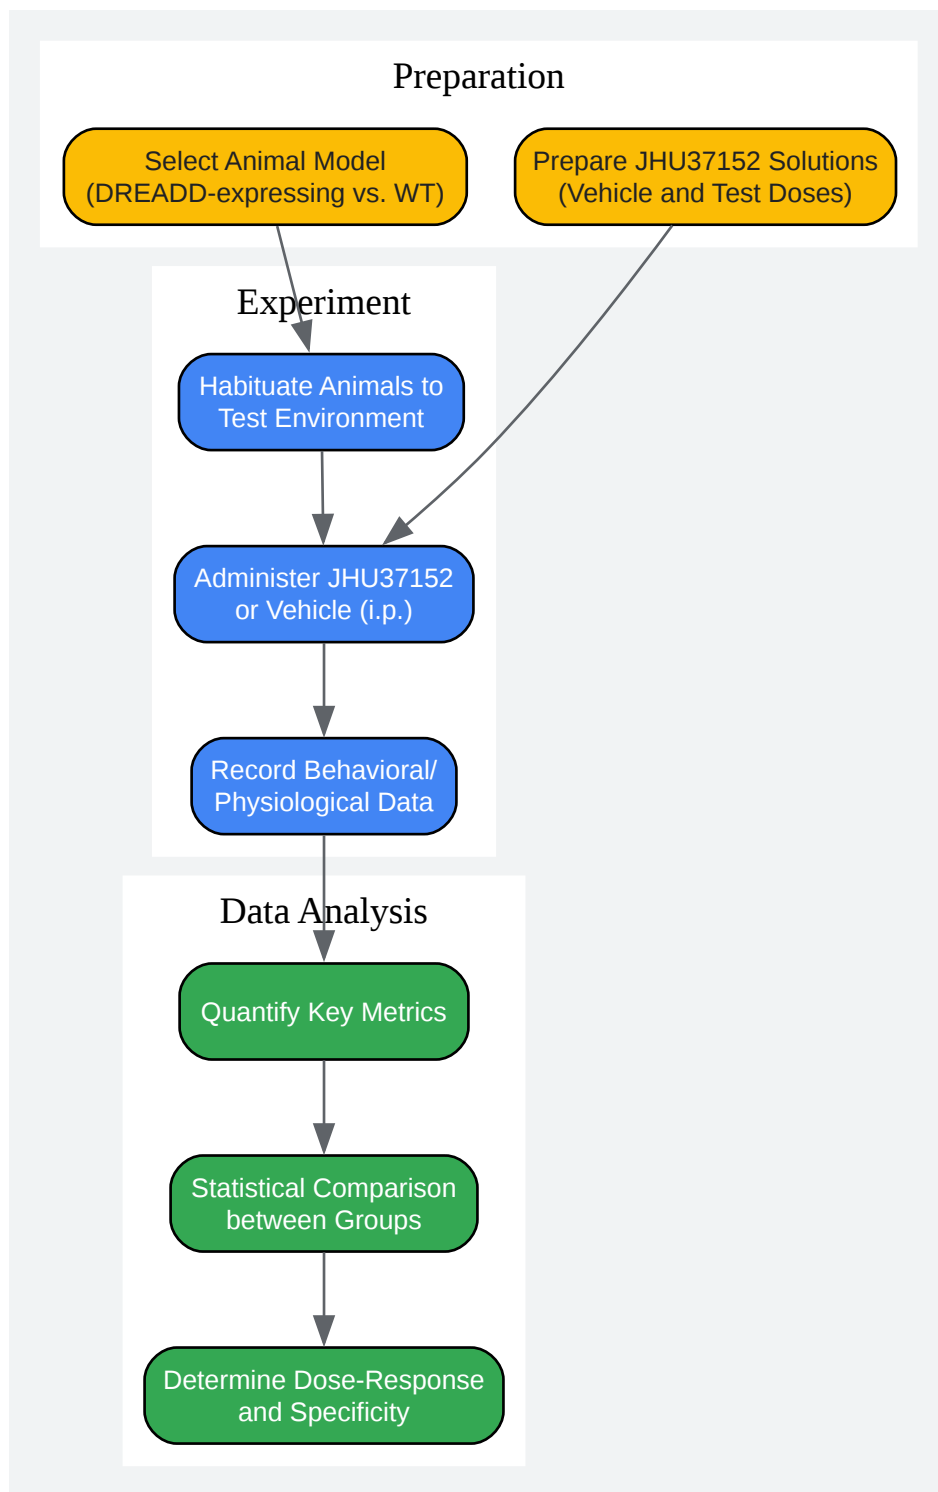 Preparation
Select Animal Model
(DREADD-expressing vs. WT)
Prepare JHU37152 Solutions
(Vehicle and Test Doses)
Experiment
Habituate Animals to
Test Environment
Administer JHU37152
or Vehicle (i.p.)
Record Behavioral/
Physiological Data
Data Analysis
Quantify Key Metrics
Statistical Comparison
between Groups
Determine Dose-Response
and Specificity